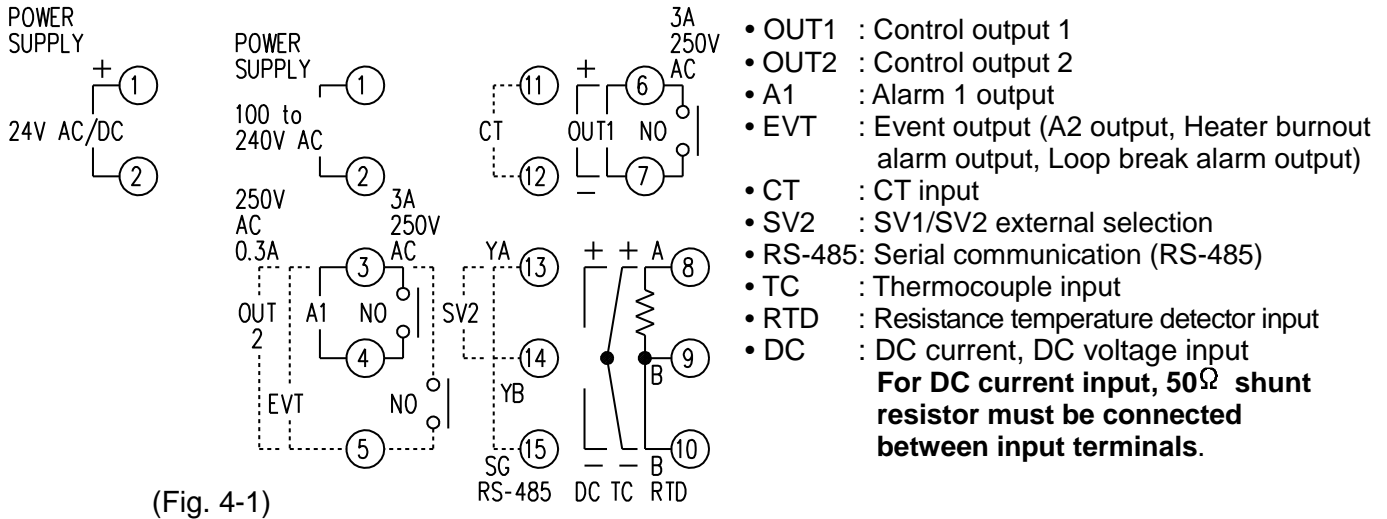 POWER
SUPPLY
+
1
24V AC/DC
2
POWER
SUPPLY
1
100 to
240V AC
2
11
CT
12
3A
250V
AC
+
6
OUT1
NO
7
−
250V
AC
0.3A
3A
250V
AC
3
OUT
2
A1
NO
4
EVT
NO
5
YA
13
SV2
14
YB
15
SG
RS-485
+
+
A
8
9
B
10
−
−
B
DC
TC
RTD
(Fig. 4-1)
• OUT1 : Control output 1
• OUT2 : Control output 2
• A1 : Alarm 1 output
• EVT : Event output (A2 output, Heater burnout
alarm output, Loop break alarm output)
• CT : CT input
• SV2 : SV1/SV2 external selection
• RS-485: Serial communication (RS-485)
• TC : Thermocouple input
• RTD : Resistance temperature detector input
• DC : DC current, DC voltage input
For DC current input, 50Ω shunt
resistor must be connected
between input terminals.